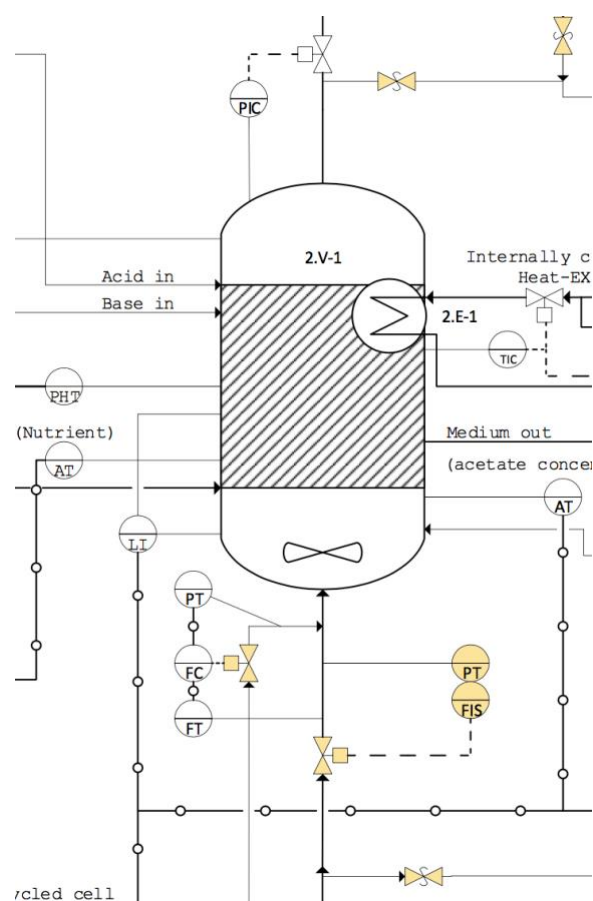 PIC
2.V-1
Internally c
Heat-EX
Acid in
Base in
2.E-1
TIC
PHT
(Nutrient)
AT
Medium out
(acetate concen
AT
LI
PT
FC
PT
FIS
FT
ycled cell